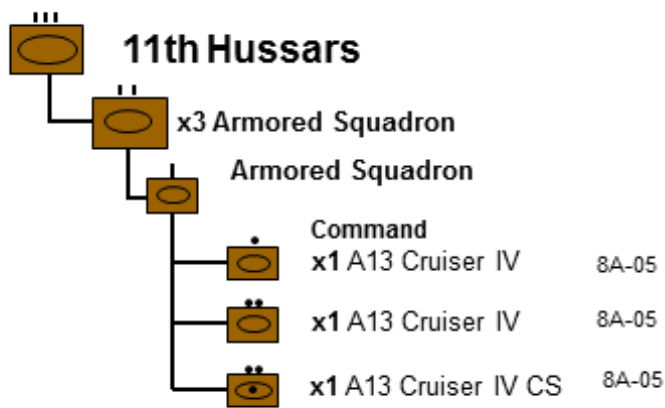 11th Hussars
x3 Armored Squadron
Armored Squadron
Command
x1 A13 Cruiser IV 8A-05
x1 A13 Cruiser IV 8A-05
x1 A13 Cruiser IV CS 8A-05